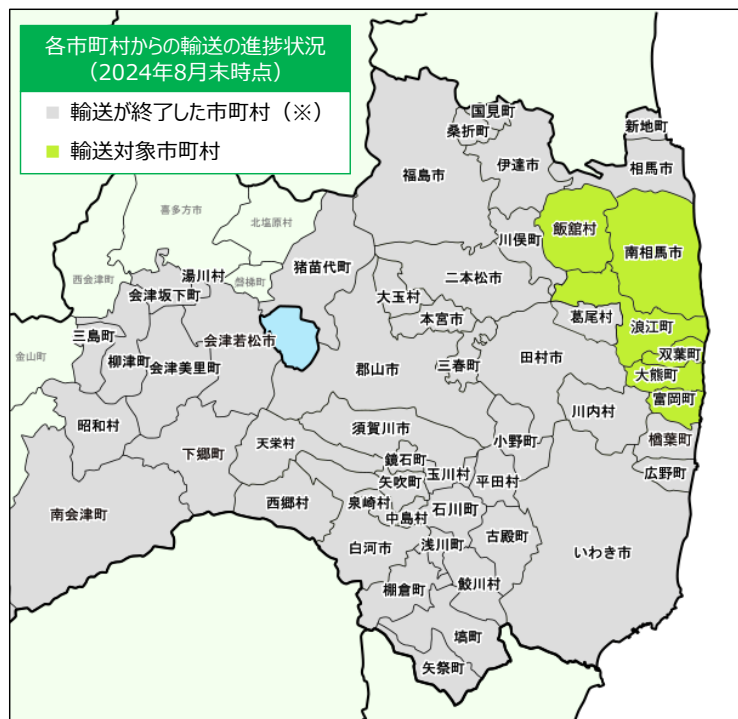 各市町村からの輸送の進捗状況
（2024年8月末時点）
■ 輸送が終了した市町村（※）
■ 輸送対象市町村
国見町
桑折町
新地町
伊達市
相馬市
福島市
喜多方市
北塩原村
飯舘村
川俣町
南相馬市
猪苗代町
湯川村
二本松市
西会津町
磐梯町
会津坂下町
大玉村
本宮市
葛尾村
浪江町
三島町
会津若松市
双葉町
金山町
柳津町
会津美里町
郡山市
三春町
田村市
大熊町
富岡町
昭和村
川内村
須賀川市
小野町
楢葉町
下郷町
天栄村
鏡石町
玉川村
広野町
矢吹町
平田村
南会津町
西郷村
泉崎村
中島村
石川町
古殿町
白河市
浅川町
いわき市
棚倉町
鮫川村
塙町
矢祭町